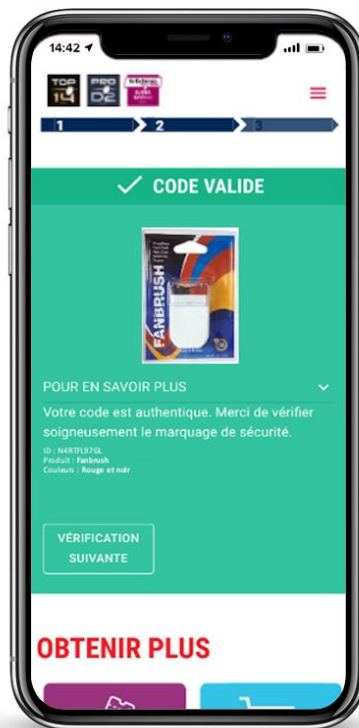 14:42
TOP
14
PRO
D2
1
2
3
CODE VALIDE
FANBRUSH
POUR EN SAVOIR PLUS
Votre code est authentique. Merci de vérifier
soigneusement le marquage de sécurité.
ID : N4RTFL97GL
Produit : Fanbrush
Couleurs : Rouge et noir
VÉRIFICATION
SUIVANTE
OBTENIR PLUS